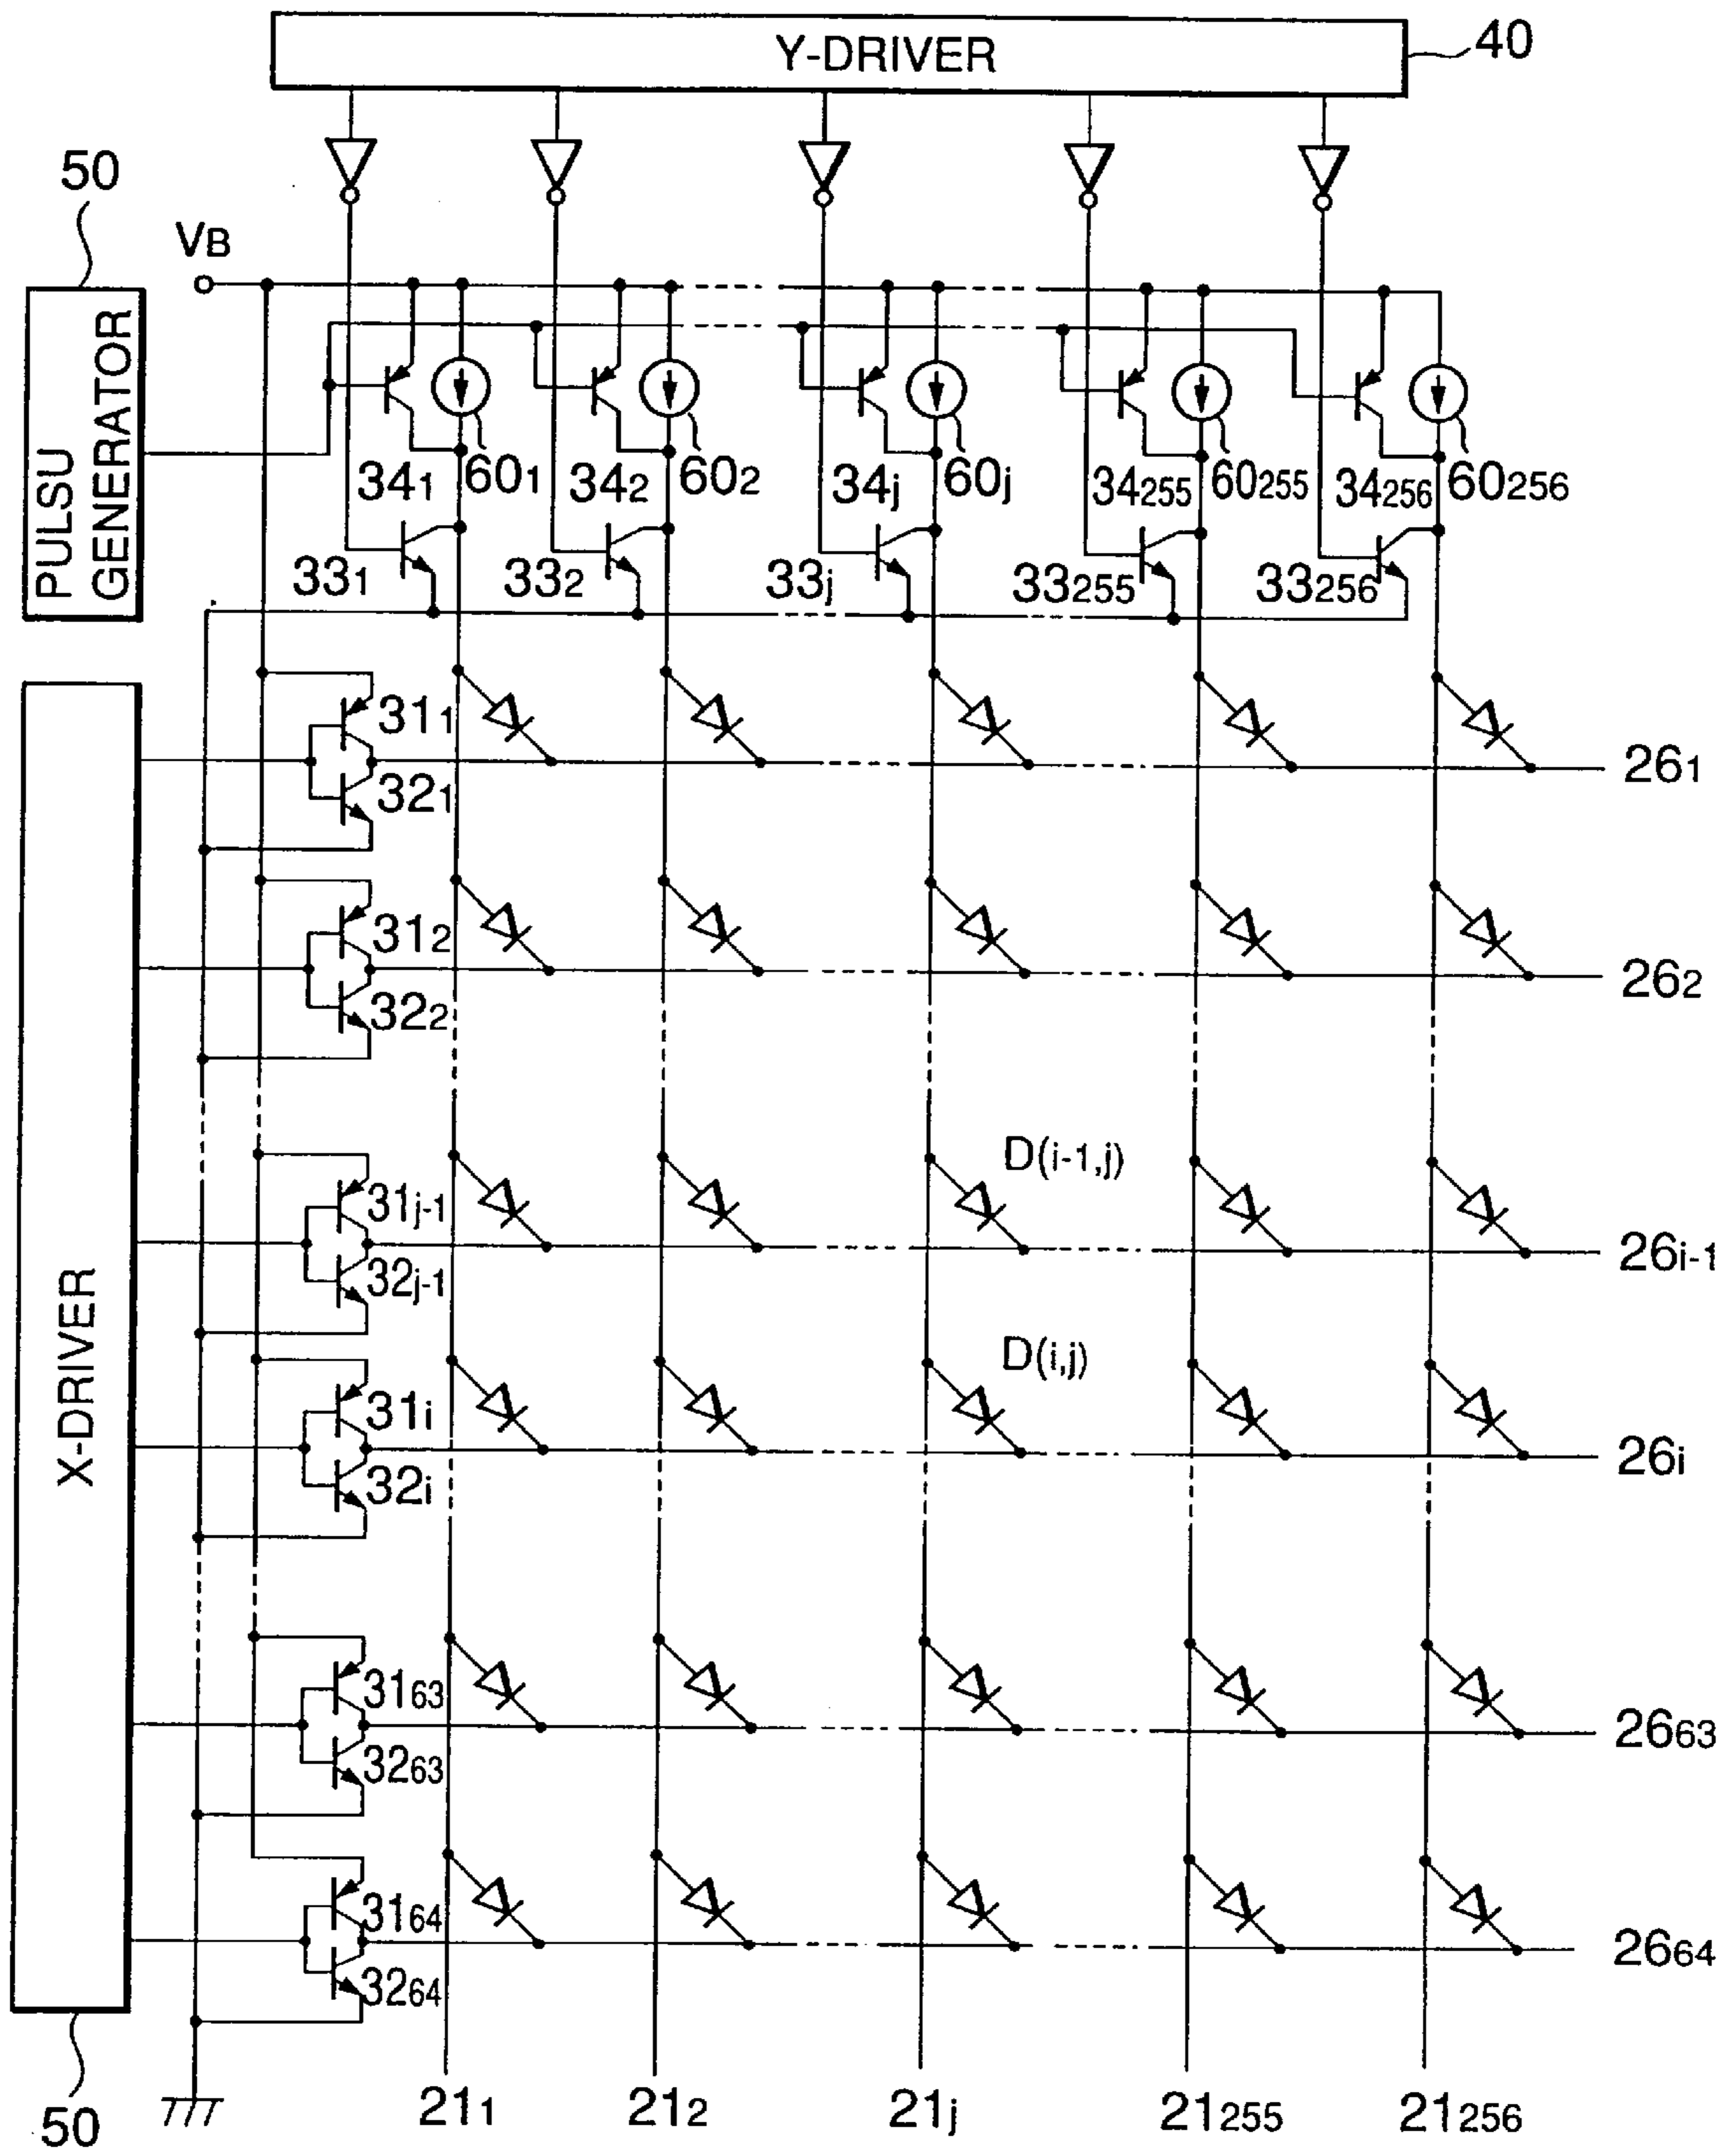 Y-DRIVER
40
50
VB
PULSU
GENERATOR
34₁ 60₁ 34₂ 60₂ 34j 60j 34₂₅₅ 60₂₅₅ 34₂₅₆ 60₂₅₆
33₁ 33₂ 33j 33₂₅₅ 33₂₅₆
31₁
32₁
26₁
31₂
32₂
26₂
D(i-1,j)
31j-1
32j-1
26i-1
X-DRIVER
D(i,j)
31i
32i
26i
31₆₃
32₆₃
26₆₃
31₆₄
32₆₄
26₆₄
50
21₁ 21₂ 21j 21₂₅₅ 21₂₅₆